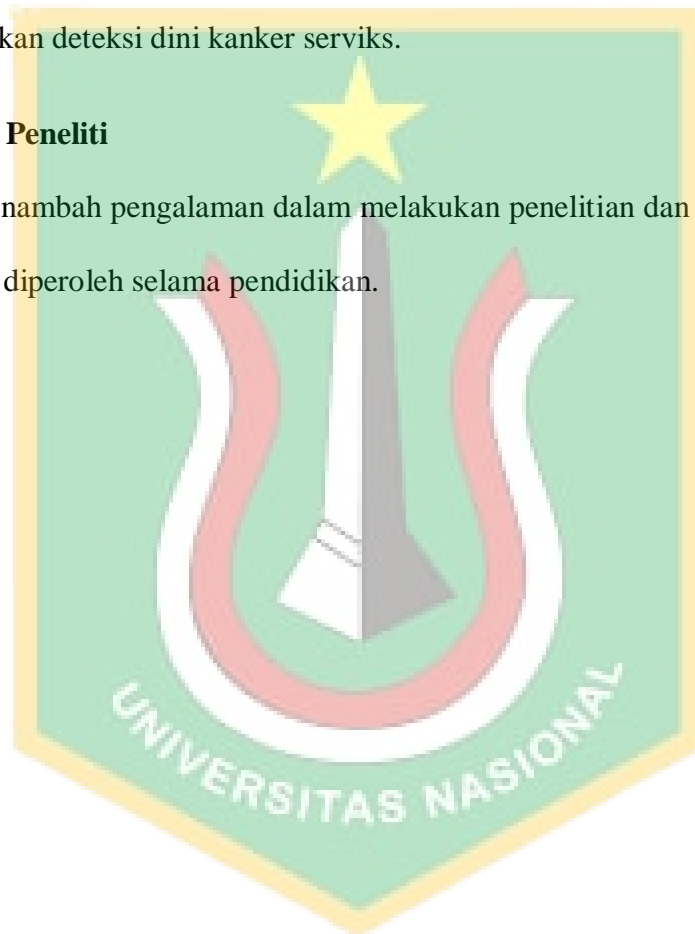 kan deteksi dini kanker serviks.
Peneliti
nambah pengalaman dalam melakukan penelitian dan
diperoleh selama pendidikan.
UNIVERSITAS NASIONAL